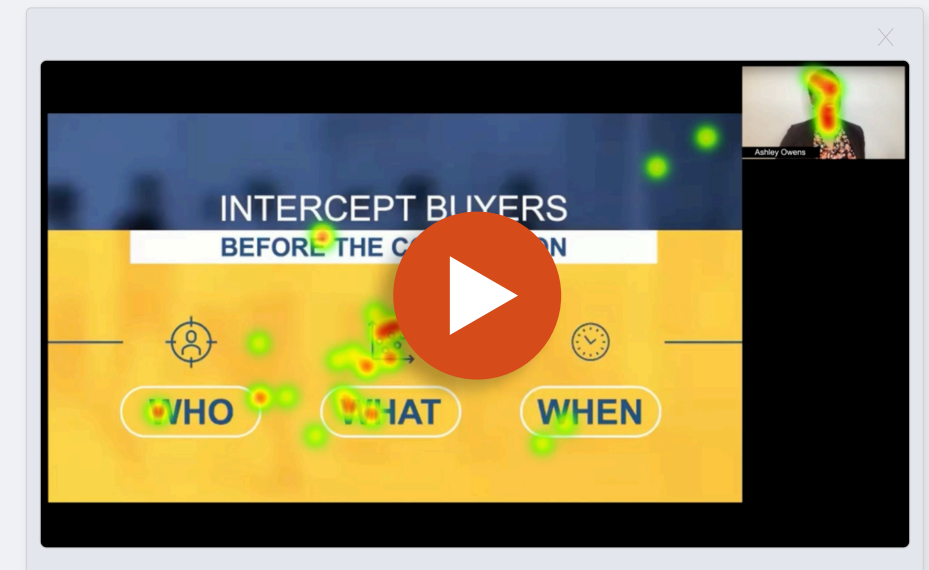 INTERCEPT BUYERS
BEFORE THE
WHO
WHAT
WHEN
Ashley Owens